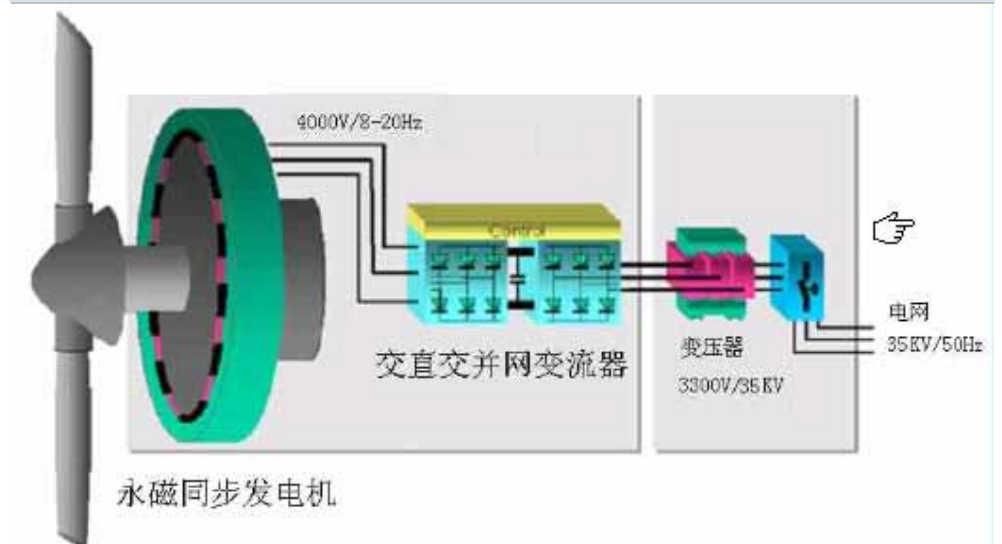 4000V/8-20Hz
Control
交直交并网变流器
变压器
3300V/35KV
电网
35KV/50Hz
永磁同步发电机